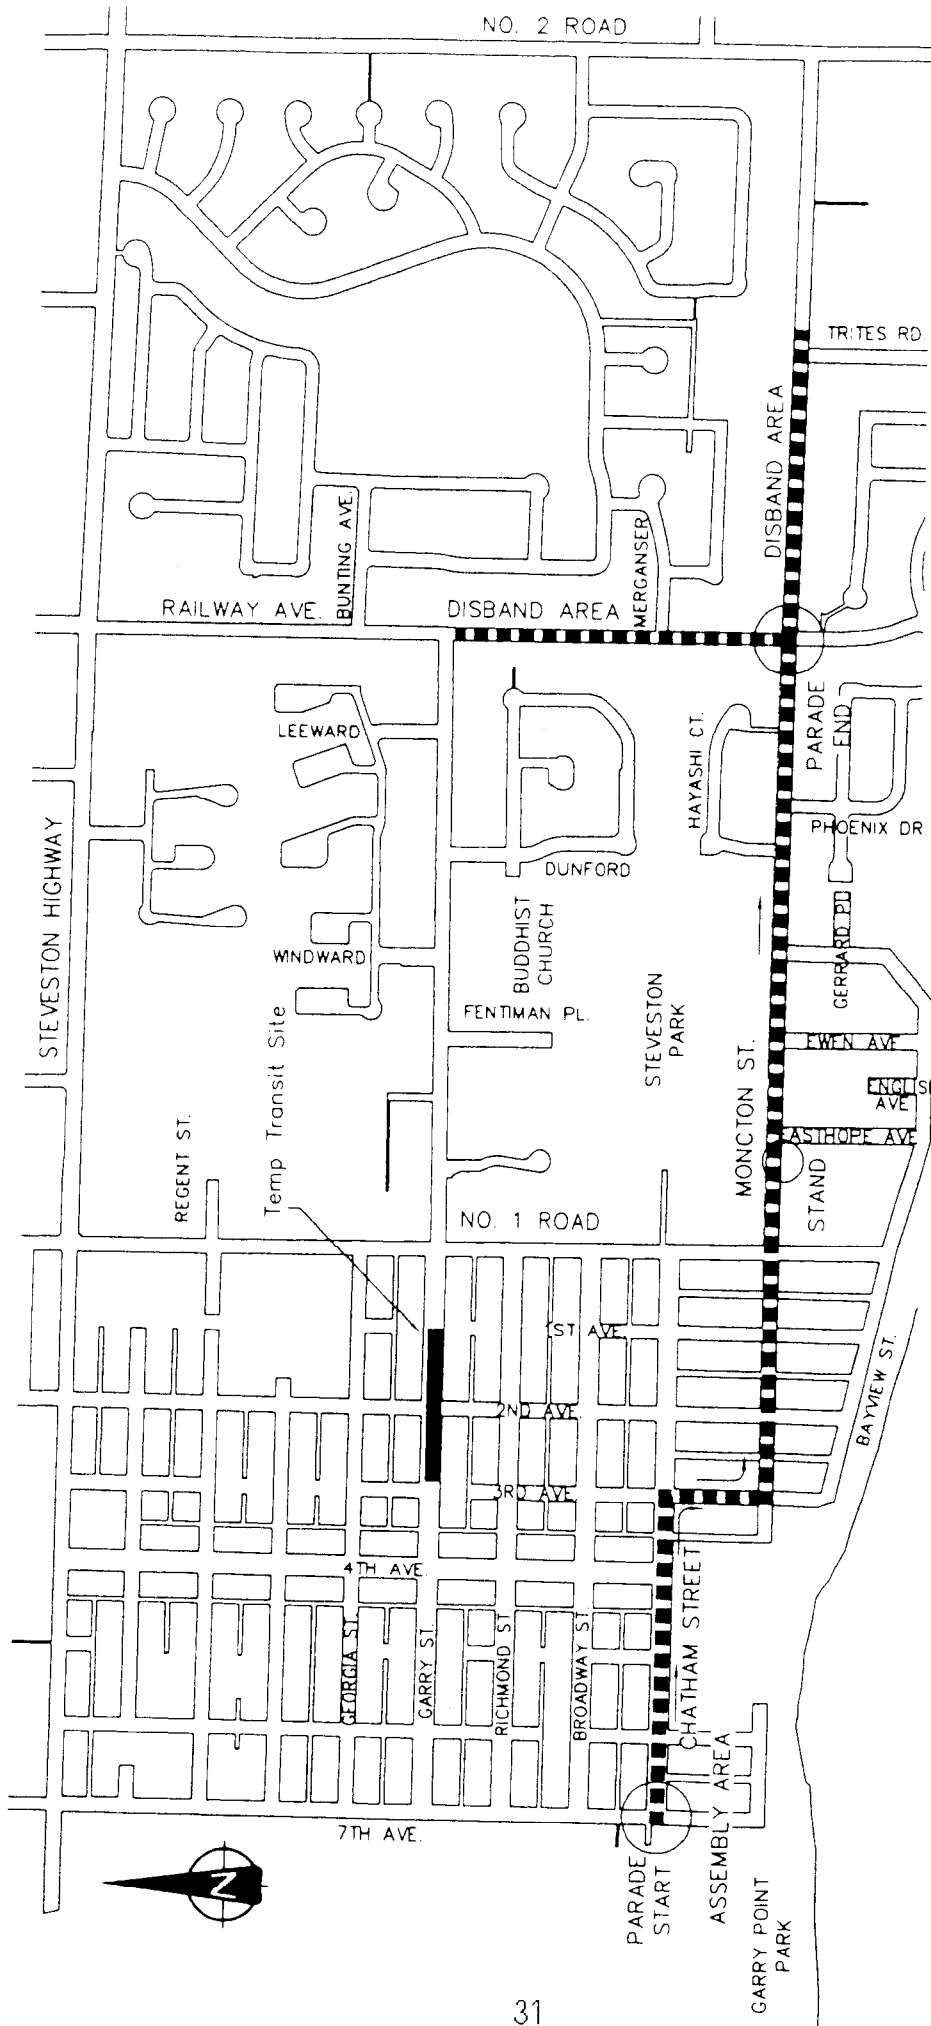 NO. 2 ROAD
TRITES RD.
DISBAND AREA
BUNTING AVE.
MERGANSER
RAILWAY AVE.
DISBAND AREA
LEEWARD
HAYASHI CT.
PARADE
END
PHOENIX DR.
STEVESTON HIGHWAY
DUNFORD
BUDDHIST
CHURCH
GERRARD PL
WINDWARD
FENTIMAN PL.
STEVESTON
PARK
EWEN AVE
ENGLIS
AVE
MONCTON ST.
EASTHOPE AVE
Temp Transit Site
REGENT ST.
STAND
NO. 1 ROAD
1ST AVE.
BAYVIEW ST.
2ND AVE.
3RD AVE.
4TH AVE.
CHATHAM STREET
GEORGIA ST.
GARRY ST.
RICHMOND ST
BROADWAY ST.
ASSEMBLY AREA
7TH AVE.
PARADE
START
N
GARRY POINT
PARK
31